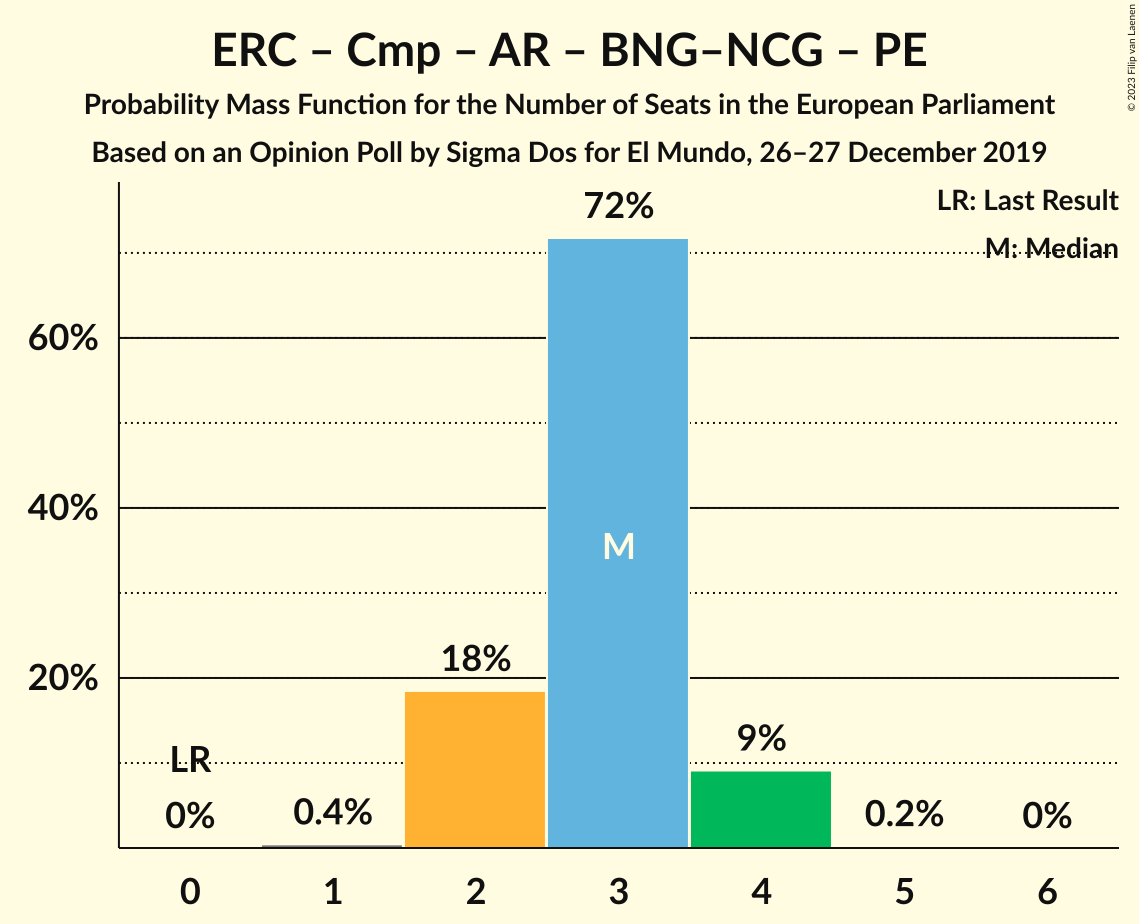 ERC – Cmp – AR – BNG–NCG – PE
Probability Mass Function for the Number of Seats in the European Parliament
Based on an Opinion Poll by Sigma Dos for El Mundo, 26–27 December 2019
© 2023 Filip van Laenen
LR: Last Result
M: Median
72%
60%
40%
M
20%
18%
9%
LR
0%
0.4%
0.2%
0%
0 1 2 3 4 5 6